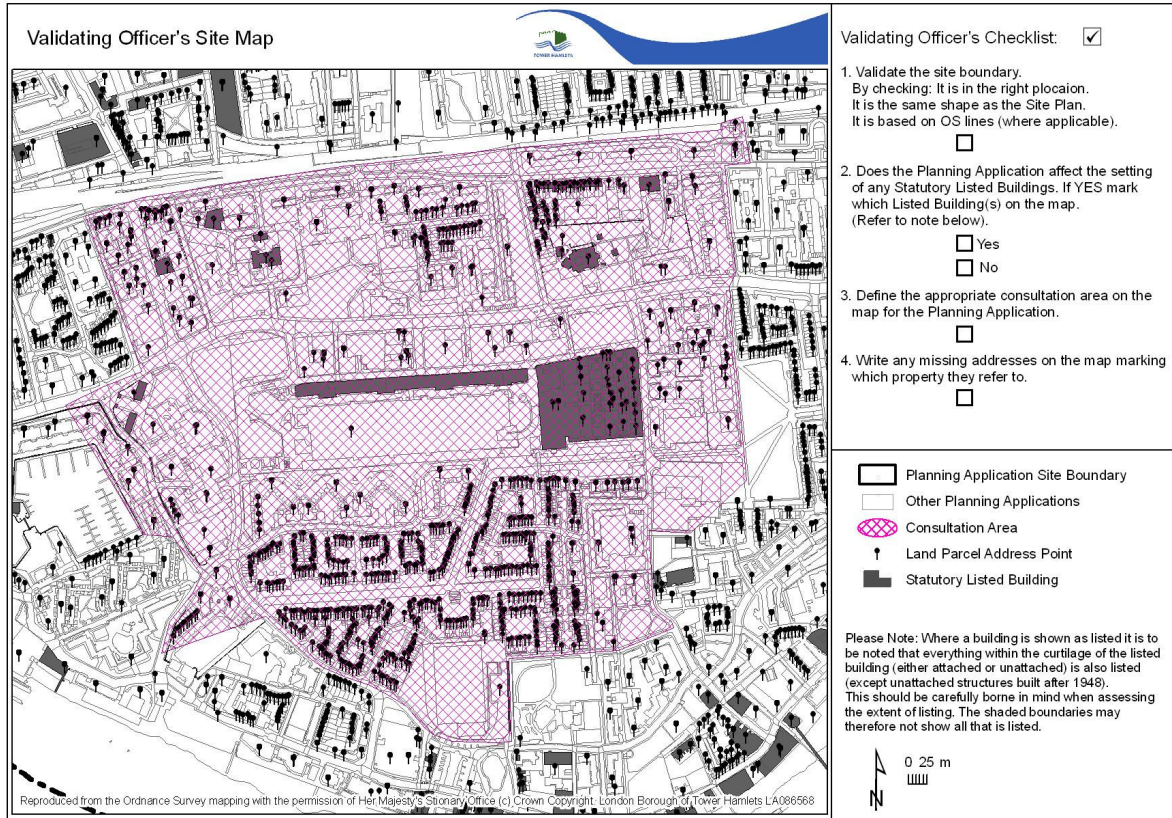 Validating Officer's Site Map
TOWER HAMLETS
Reproduced from the Ordnance Survey mapping with the permission of Her Majesty's Stionary Office (c) Crown Copyright. London Borough of Tower Hamlets LA086568
Validating Officer's Checklist:
1. Validate the site boundary.
By checking: It is in the right plocaion.
It is the same shape as the Site Plan.
It is based on OS lines (where applicable).
2. Does the Planning Application affect the setting
of any Statutory Listed Buildings. If YES mark
which Listed Building(s) on the map.
(Refer to note below).
Yes
No
3. Define the appropriate consultation area on the
map for the Planning Application.
4. Write any missing addresses on the map marking
which property they refer to.
Planning Application Site Boundary
Other Planning Applications
Consultation Area
Land Parcel Address Point
Statutory Listed Building
Please Note: Where a building is shown as listed it is to
be noted that everything within the curtilage of the listed
building (either attached or unattached) is also listed
(except unattached structures built after 1948).
This should be carefully borne in mind when assessing
the extent of listing. The shaded boundaries may
therefore not show all that is listed.
0 25 m
N